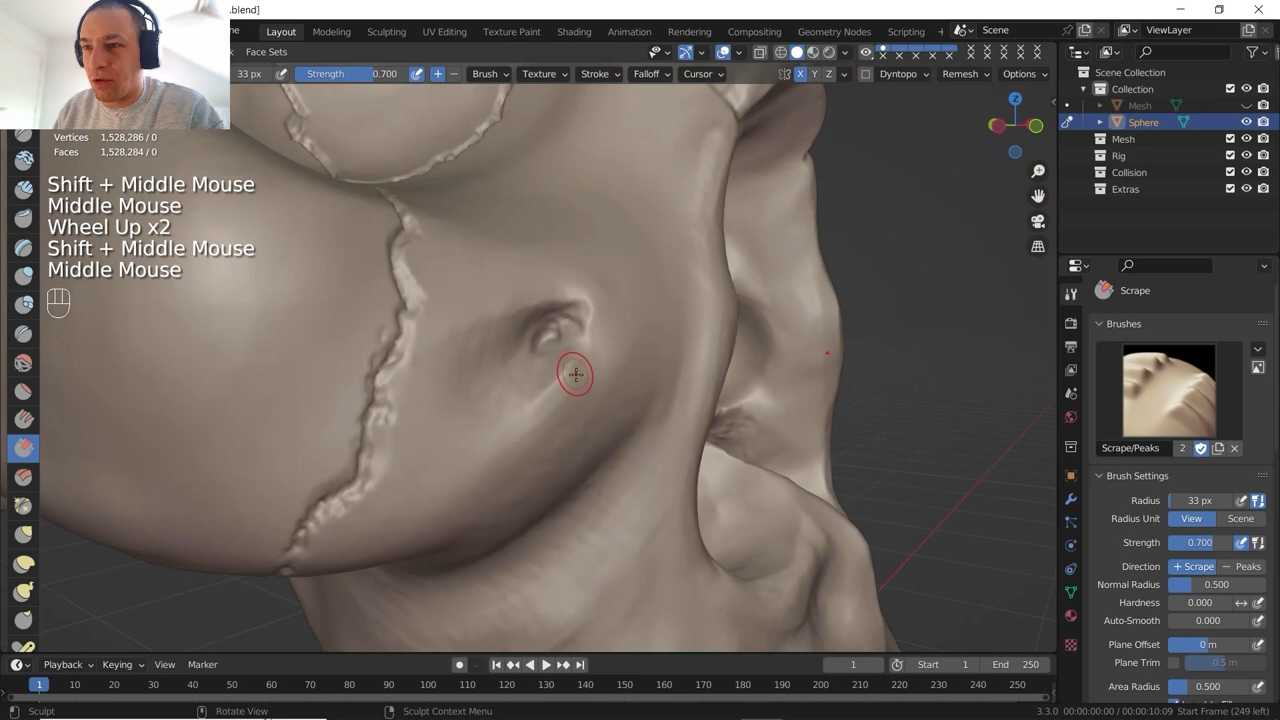 .blend]
Layout Modeling Sculpting UV Editing Texture Paint Shading Animation Rendering Compositing Geometry Nodes Scripting Scene ViewLayer
Face Sets
33 px Strength 0.700 Brush Texture Stroke Falloff Cursor X Y Z Dyntopo Remesh Options
Scene Collection
Collection
Mesh
Sphere
Mesh
Rig
Collision
Extras
Vertices 1,528,286 / 0
Faces 1,528,284 / 0
Shift + Middle Mouse
Middle Mouse
Wheel Up x2
Shift + Middle Mouse
Middle Mouse
Z
Scrape
Brushes
Scrape/Peaks 2
Brush Settings
Radius 33 px
Radius Unit View Scene
Strength 0.700
Direction + Scrape − Peaks
Normal Radius 0.500
Hardness 0.000
Auto-Smooth 0.000
Plane Offset 0 m
Plane Trim 0.5 m
Area Radius 0.500
Playback Keying View Marker 1 Start 1 End 250
1 10 20 30 40 50 60 70 80 90 100 110 120 130 140 150 160 170 180 190 200 210 220 230 240 250
Sculpt Rotate View Sculpt Context Menu 3.3.0 00:00:00:00 / 00:00:10:09 Start Frame (249 left)